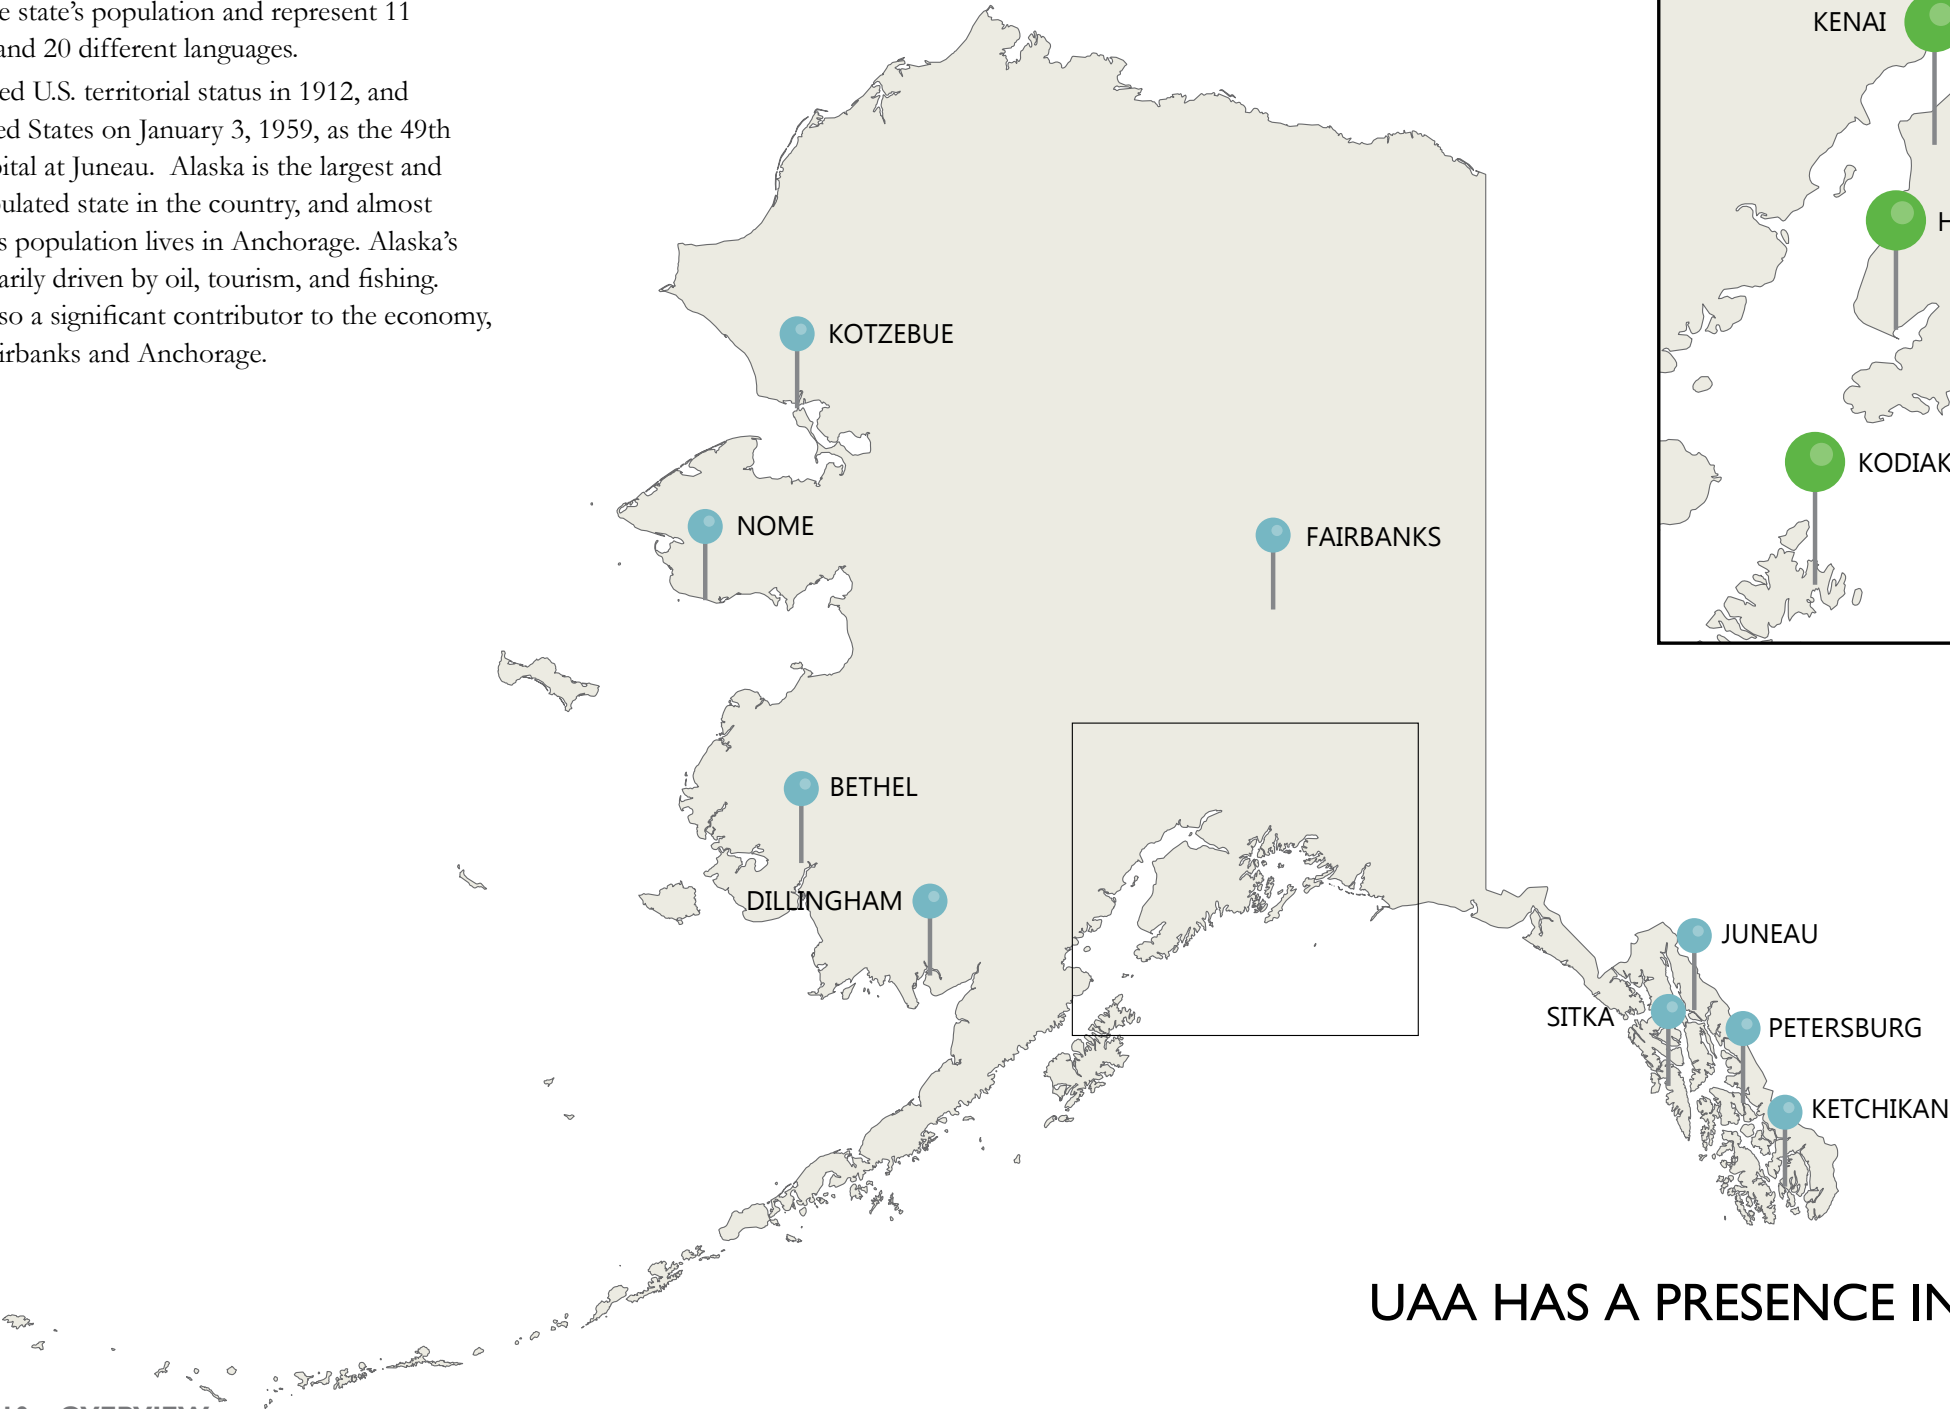 e state's population and represent 11
and 20 different languages.
ed U.S. territorial status in 1912, and
ed States on January 3, 1959, as the 49th
pital at Juneau.  Alaska is the largest and
pulated state in the country, and almost
s population lives in Anchorage. Alaska's
arily driven by oil, tourism, and fishing.
so a significant contributor to the economy,
irbanks and Anchorage.
KENAI
H
KODIAK
KOTZEBUE
NOME
FAIRBANKS
BETHEL
DILLINGHAM
JUNEAU
SITKA
PETERSBURG
KETCHIKAN
UAA HAS A PRESENCE IN
OVERVIEW